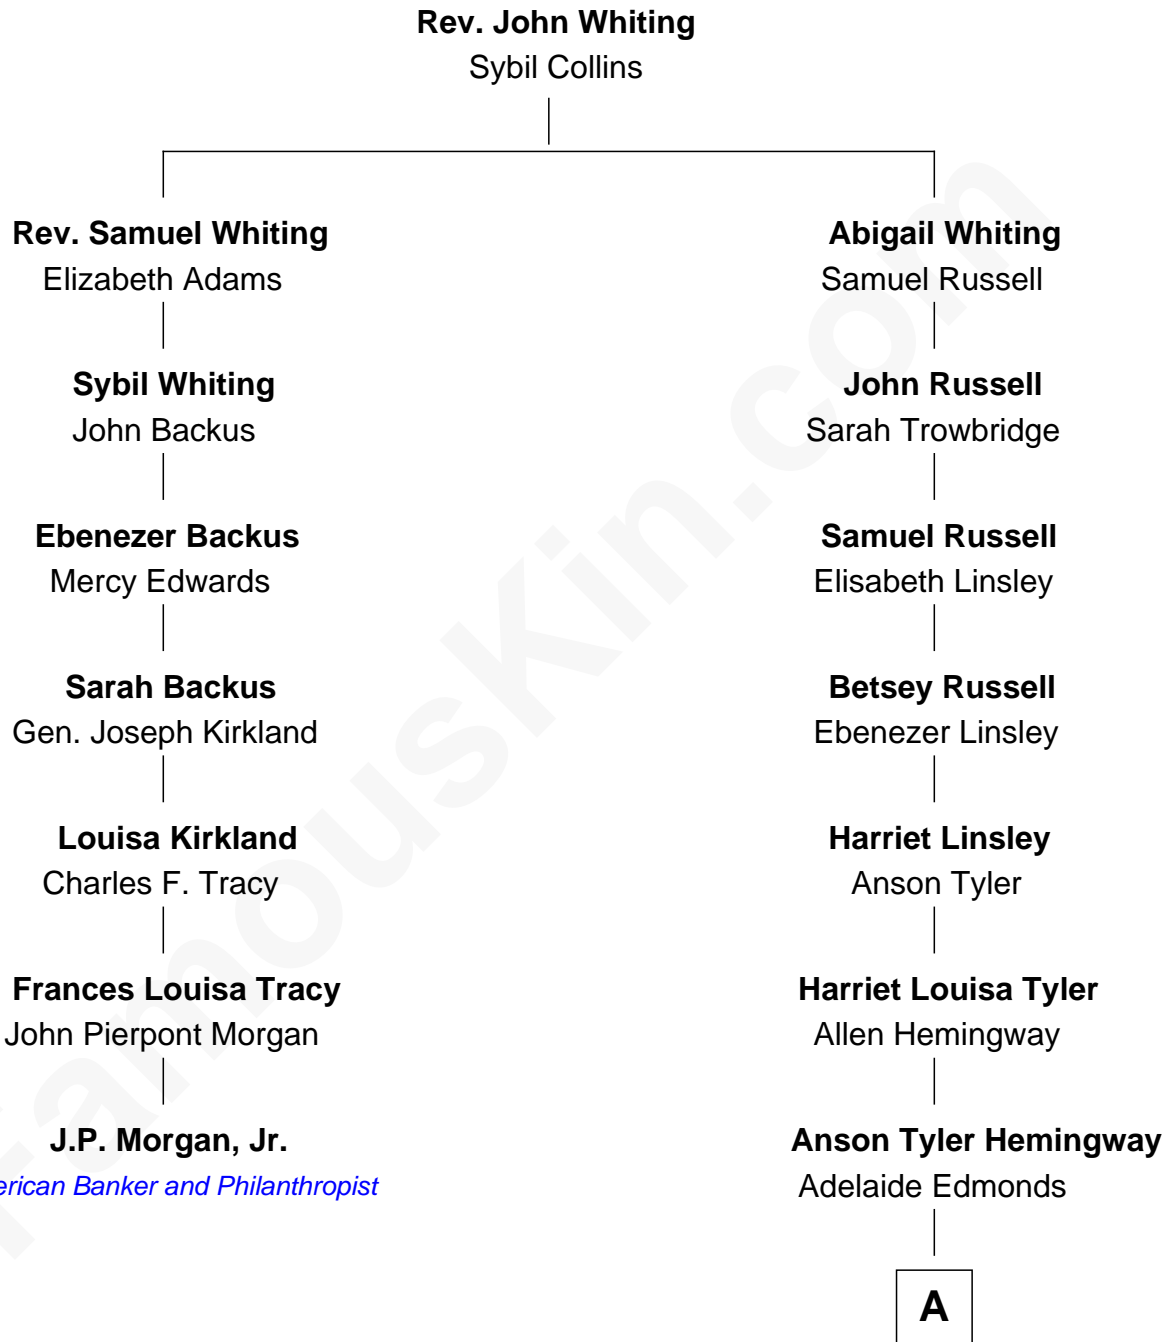 Rev. John Whiting
Sybil Collins
Rev. Samuel Whiting
Elizabeth Adams
Abigail Whiting
Samuel Russell
Sybil Whiting
John Backus
John Russell
Sarah Trowbridge
Ebenezer Backus
Mercy Edwards
Samuel Russell
Elisabeth Linsley
Sarah Backus
Gen. Joseph Kirkland
Betsey Russell
Ebenezer Linsley
Louisa Kirkland
Charles F. Tracy
Harriet Linsley
Anson Tyler
Frances Louisa Tracy
John Pierpont Morgan
Harriet Louisa Tyler
Allen Hemingway
J.P. Morgan, Jr.
erican Banker and Philanthropist
Anson Tyler Hemingway
Adelaide Edmonds
A
FamousKin.com